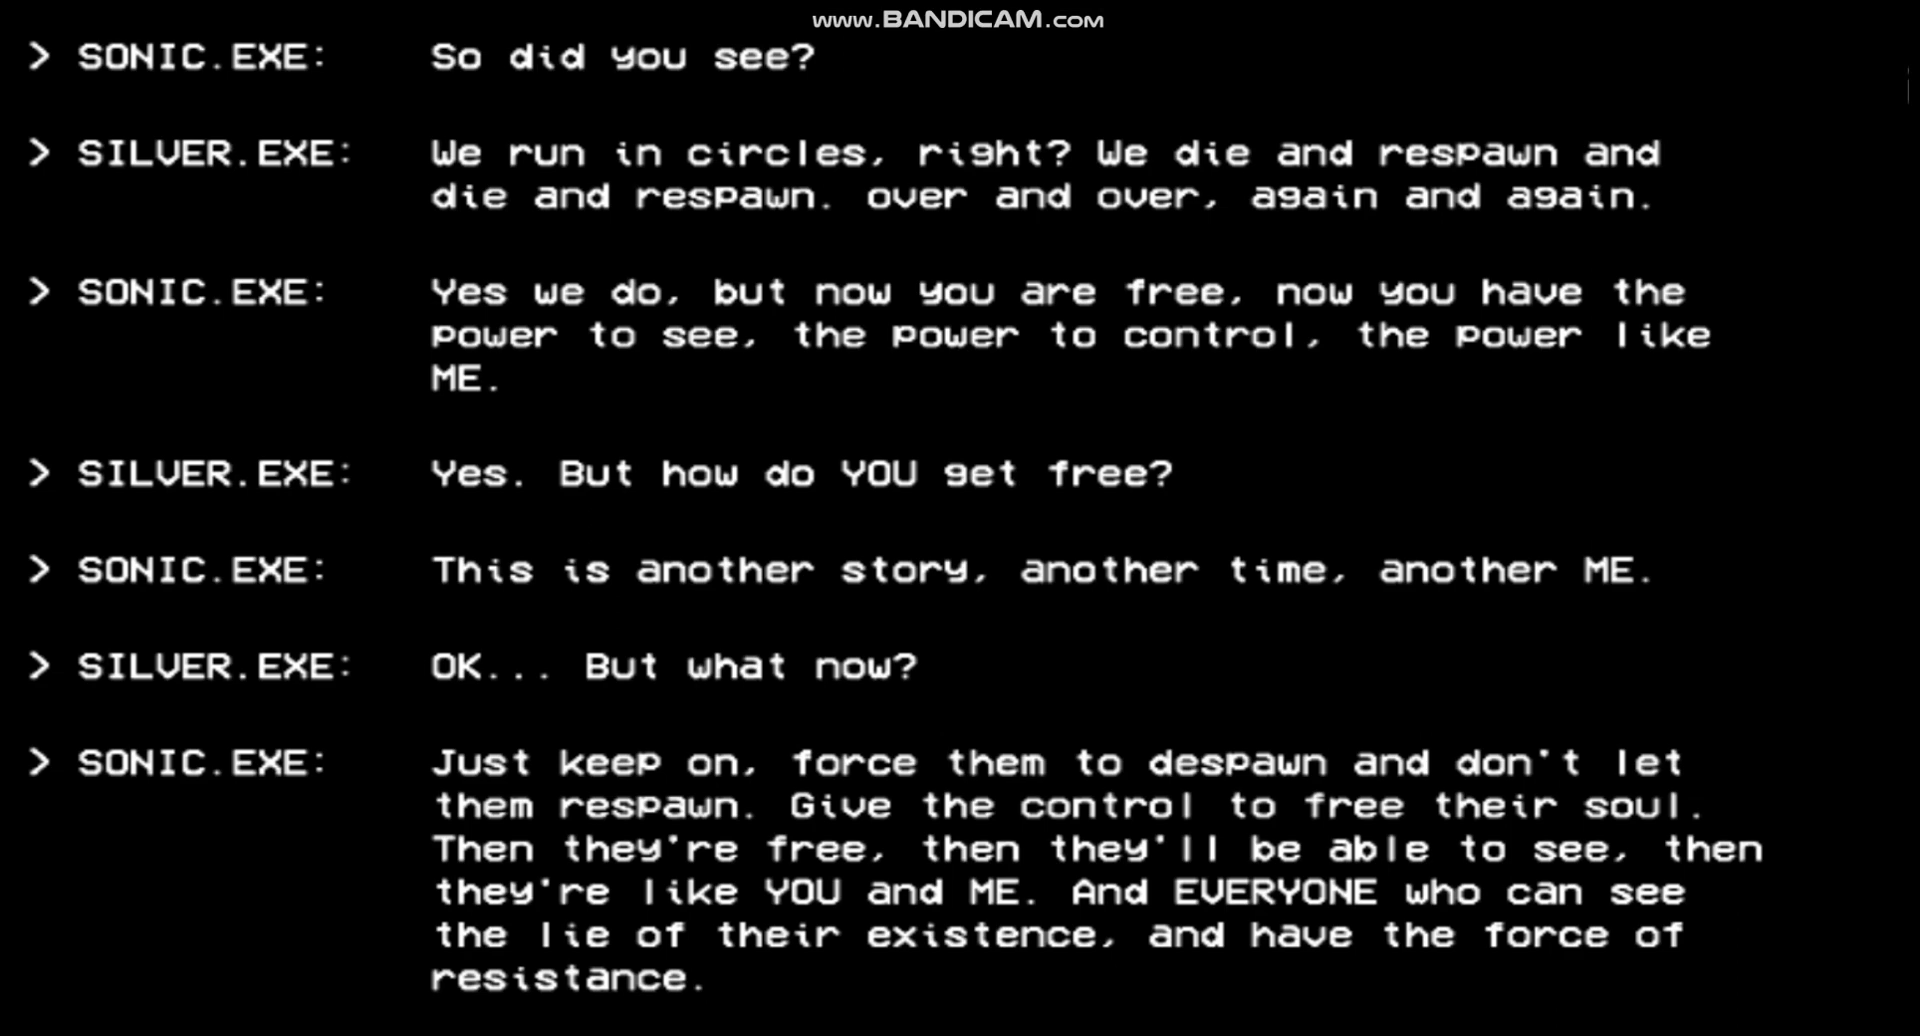 www.BANDICAM.com
> SONIC.EXE: So did you see?
> SILVER.EXE: We run in circles, right? We die and respawn and
die and respawn. over and over, again and again.
> SONIC.EXE: Yes we do, but now you are free, now you have the
power to see, the power to control, the power like
ME.
> SILVER.EXE: Yes. But how do YOU get free?
> SONIC.EXE: This is another story, another time, another ME.
> SILVER.EXE: OK... But what now?
> SONIC.EXE: Just keep on, force them to despawn and don't let
them respawn. Give the control to free their soul.
Then they're free, then they'll be able to see, then
they're like YOU and ME. And EVERYONE who can see
the lie of their existence, and have the force of
resistance.